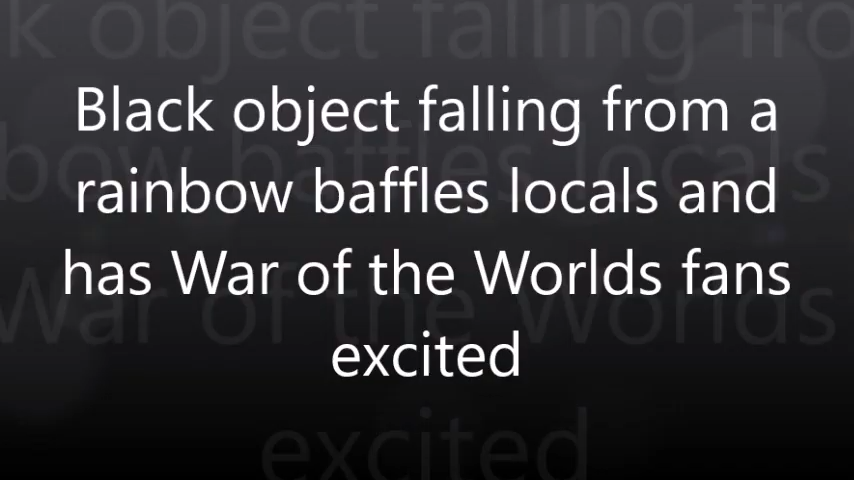 Black object falling from a
rainbow baffles locals and
has War of the Worlds fans
excited